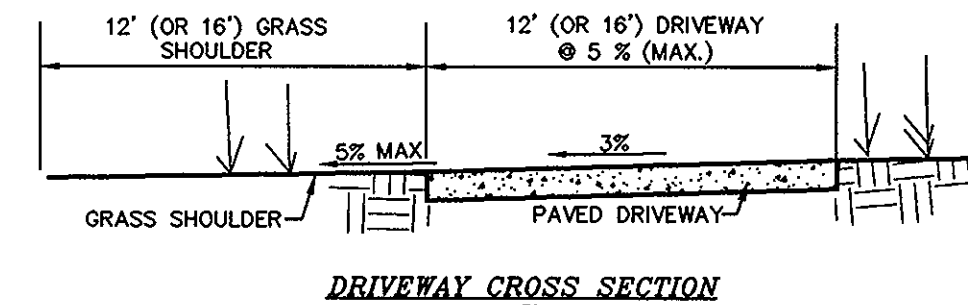 12' (OR 16') GRASS
SHOULDER
12' (OR 16') DRIVEWAY
@ 5 % (MAX.)
5% MAX
3%
GRASS SHOULDER
PAVED DRIVEWAY
DRIVEWAY CROSS SECTION